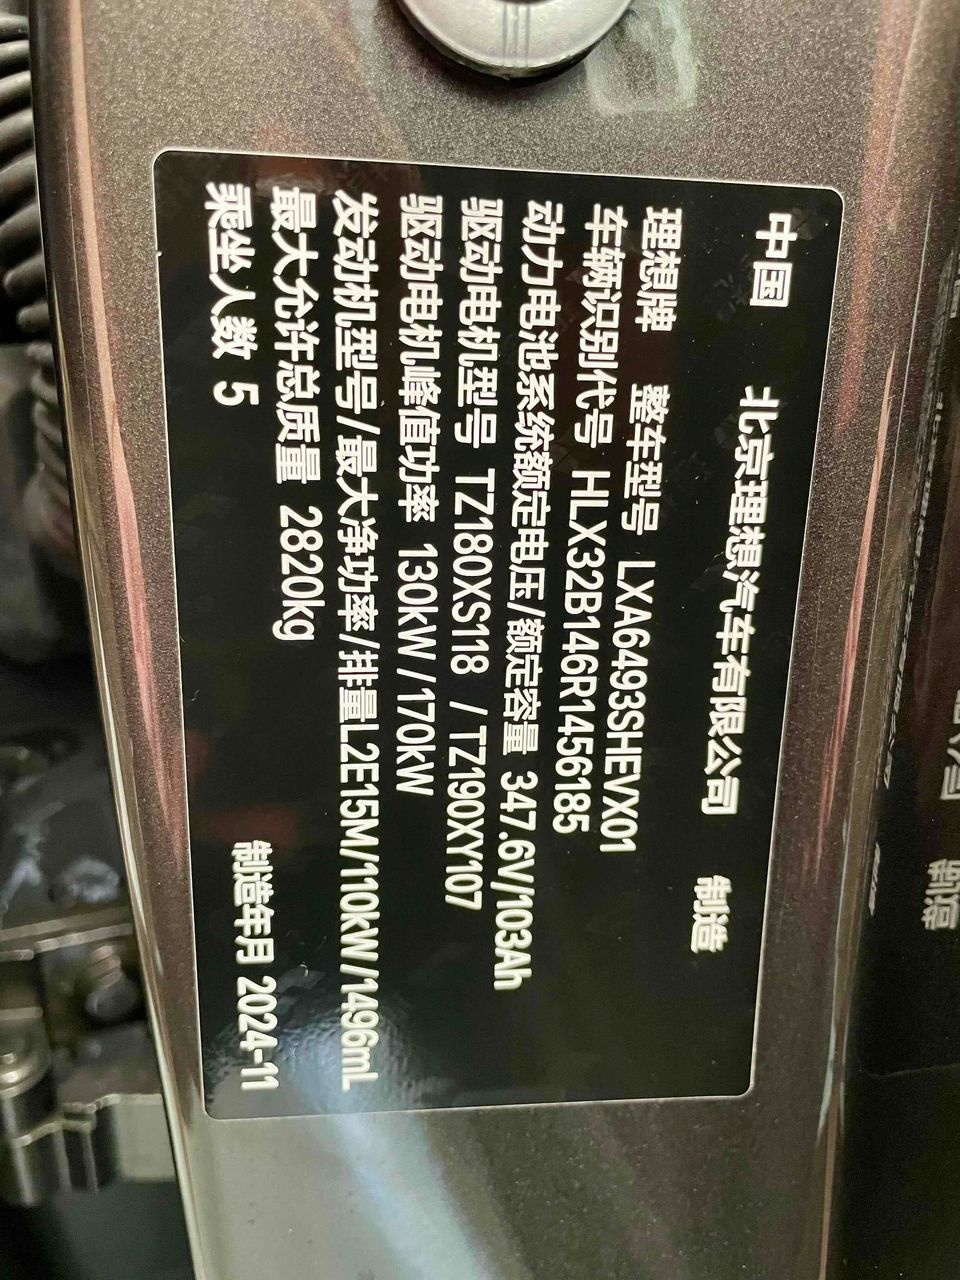 中国 北京理想汽车有限公司 制造
理想牌 整车型号 LXA6493SHEVX01
车辆识别代号 HLX32B146R1456185
动力电池系统额定电压/额定容量 347.6V/103Ah
驱动电机型号 TZ180XS118 / TZ190XY107
驱动电机峰值功率 130kW/170kW
发动机型号/最大净功率/排量L2E15M/110kW/1496mL
最大允许总质量 2820kg
乘坐人数 5
制造年月 2024-11
制造